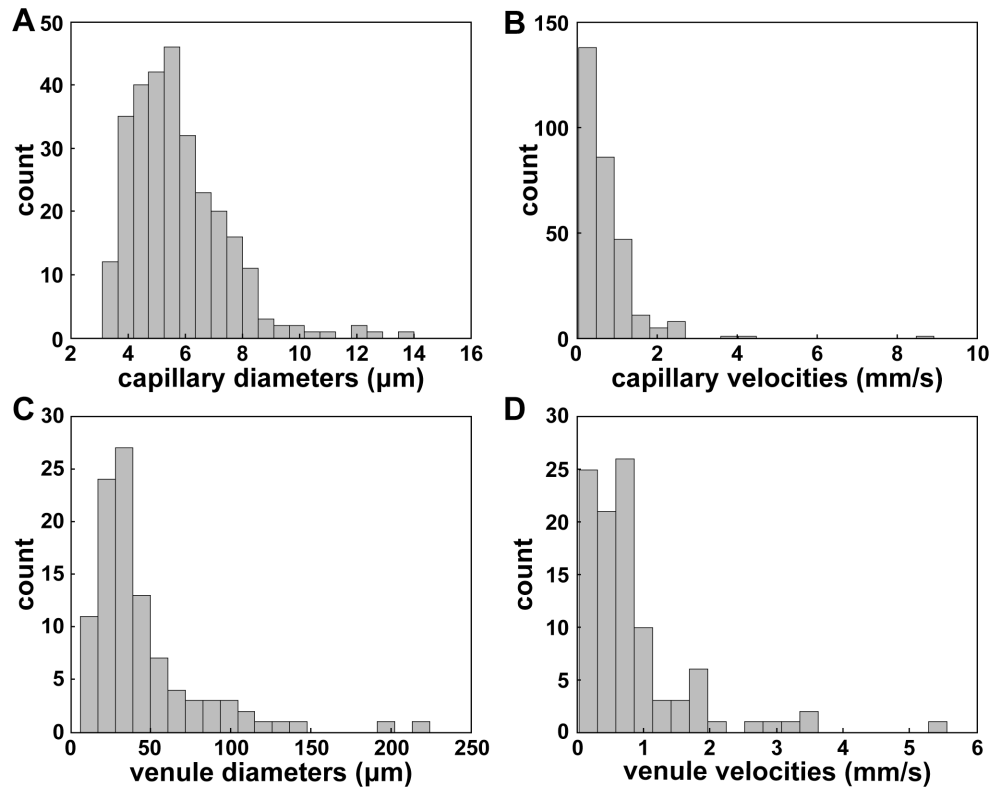 A
50
40
30
20
10
0
count
2 4 6 8 10 12 14 16
capillary diameters (µm)
B
150
100
50
0
count
0 2 4 6 8 10
capillary velocities (mm/s)
C
30
25
20
15
10
5
0
count
0 50 100 150 200 250
venule diameters (µm)
D
30
25
20
15
10
5
0
count
0 1 2 3 4 5 6
venule velocities (mm/s)